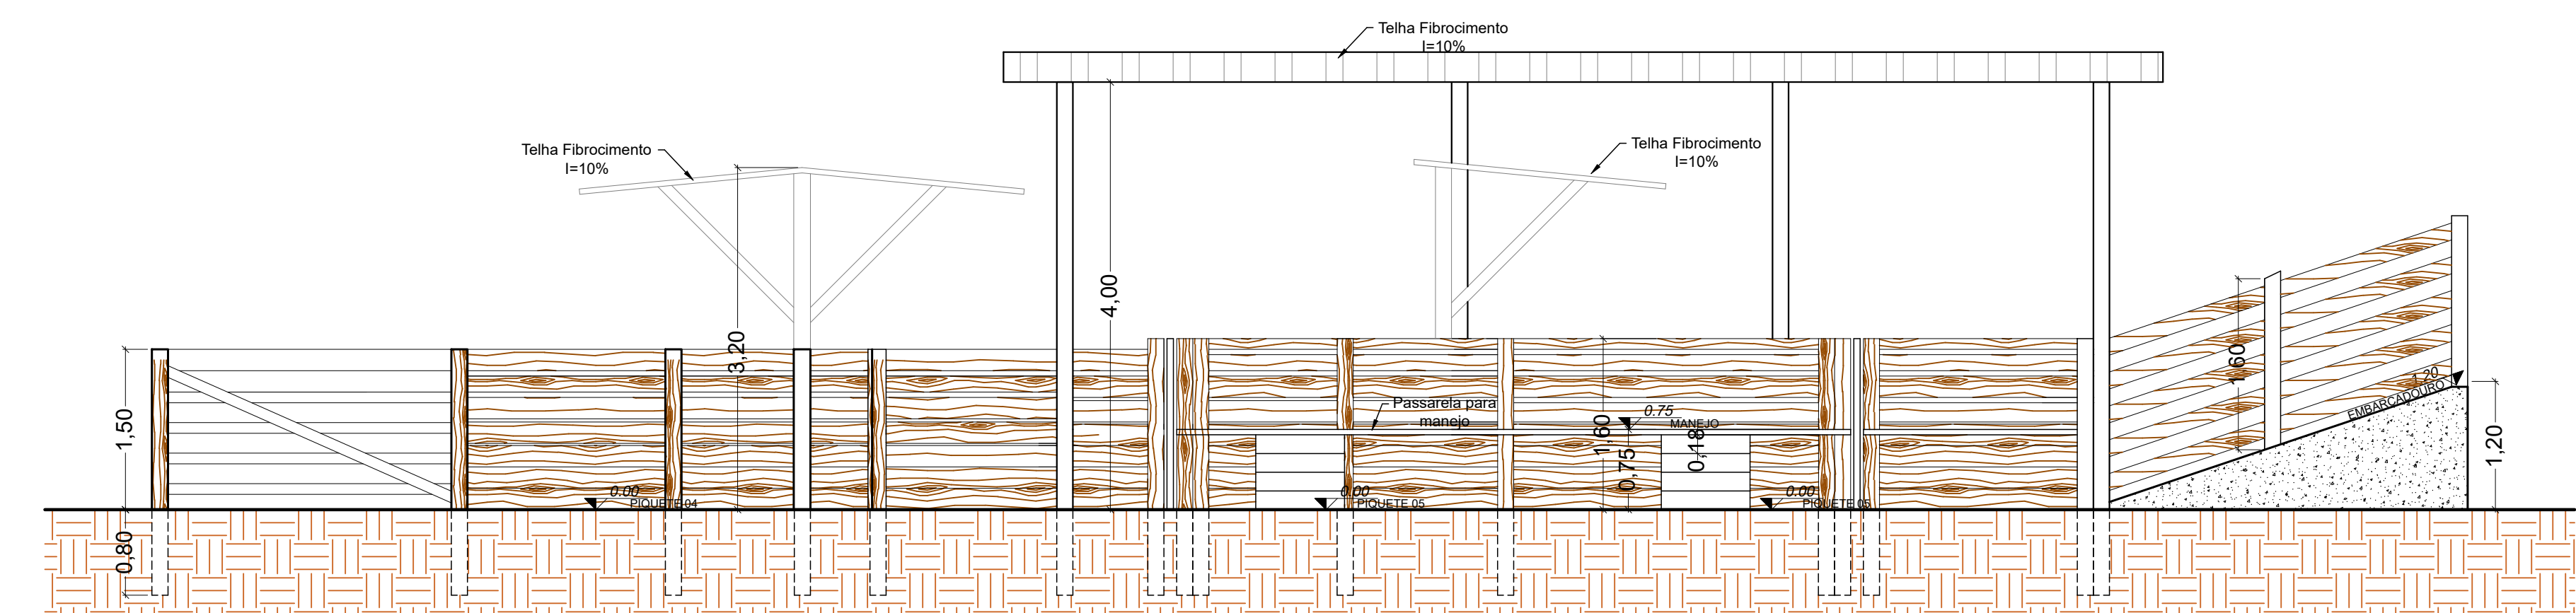 Telha Fibrocimento
I=10%
Telha Fibrocimento
I=10%
Telha Fibrocimento
I=10%
3,20
4,00
1,50
0,80
Passarela para
manejo
0.75
MANEJO
1,60
0,75
0,18
1,60
1.20
EMBARCADOURO
1,20
0.00
PIQUETE 04
0.00
PIQUETE 05
0.00
PIQUETE 05